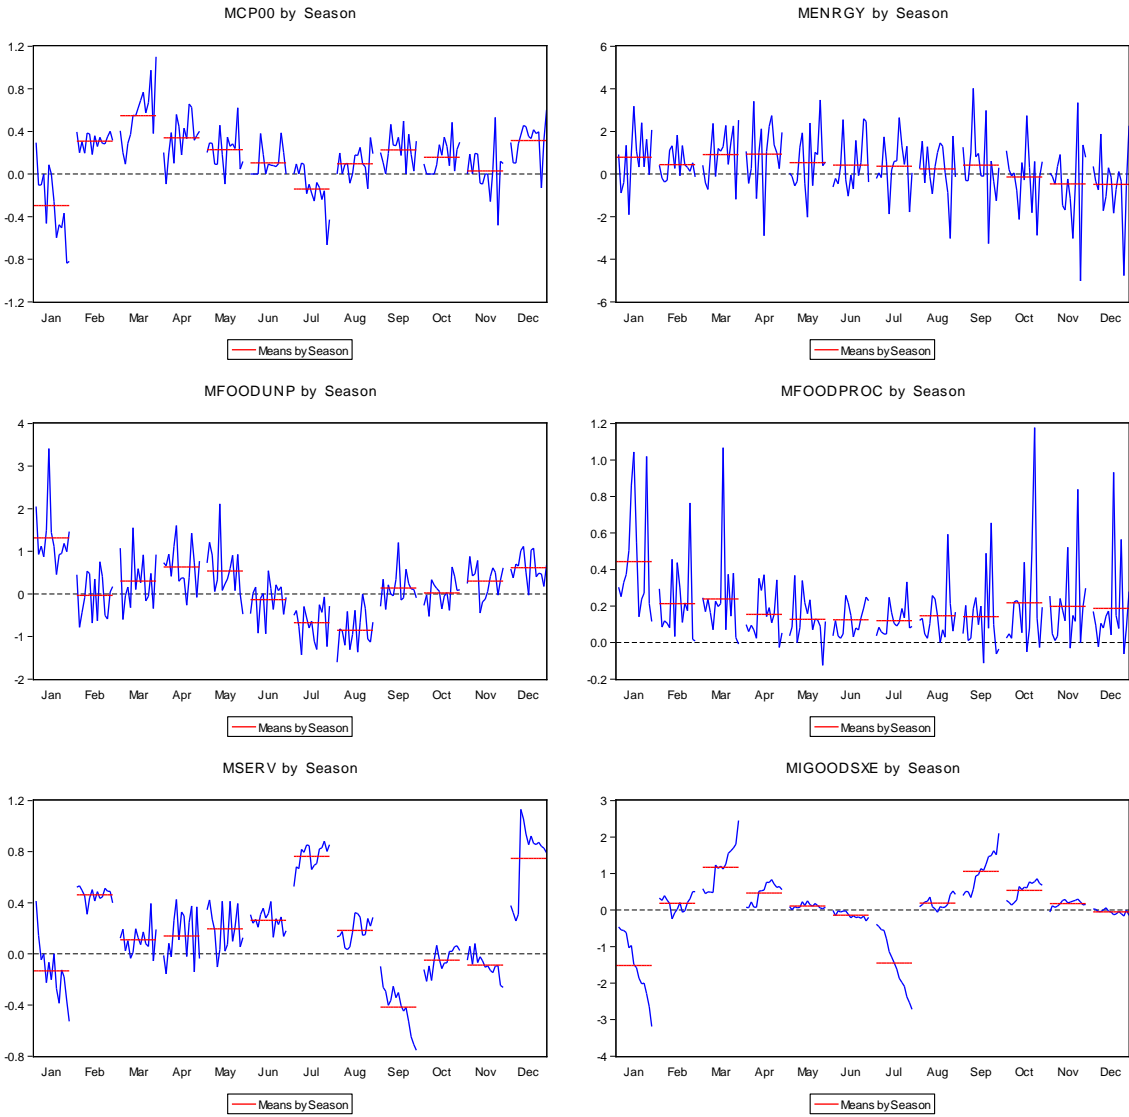 MCP00 by Season
1.2
0.8
0.4
0.0
-0.4
-0.8
-1.2
Jan Feb Mar Apr May Jun Jul Aug Sep Oct Nov Dec
Means by Season
MENRGY by Season
6
4
2
0
-2
-4
-6
Jan Feb Mar Apr May Jun Jul Aug Sep Oct Nov Dec
Means by Season
MFOODUNP by Season
4
3
2
1
0
-1
-2
Jan Feb Mar Apr May Jun Jul Aug Sep Oct Nov Dec
Means by Season
MFOODPROC by Season
1.2
1.0
0.8
0.6
0.4
0.2
0.0
-0.2
Jan Feb Mar Apr May Jun Jul Aug Sep Oct Nov Dec
Means by Season
MSERV by Season
1.2
0.8
0.4
0.0
-0.4
-0.8
Jan Feb Mar Apr May Jun Jul Aug Sep Oct Nov Dec
Means by Season
MIGOODSXE by Season
3
2
1
0
-1
-2
-3
-4
Jan Feb Mar Apr May Jun Jul Aug Sep Oct Nov Dec
Means by Season